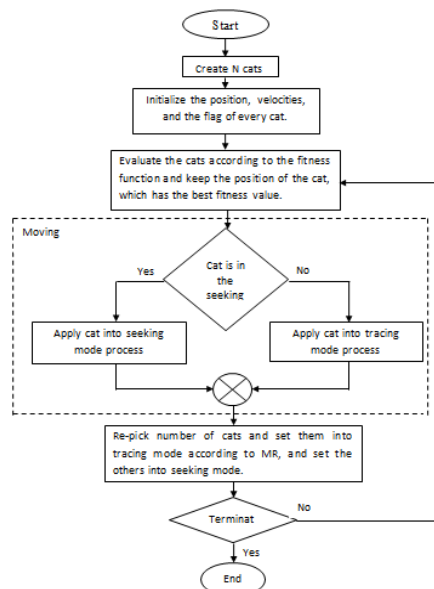 Start
Create N cats
Initialize the position, velocities,
and the flag of every cat.
Evaluate the cats according to the fitness
function and keep the position of the cat,
which has the best fitness value.
Moving
Yes
No
Cat is in
the
seeking
Apply cat into seeking
mode process
Apply cat into tracing
mode process
Re-pick number of cats and set them into
tracing mode according to MR, and set the
others into seeking mode.
No
Terminat
Yes
End